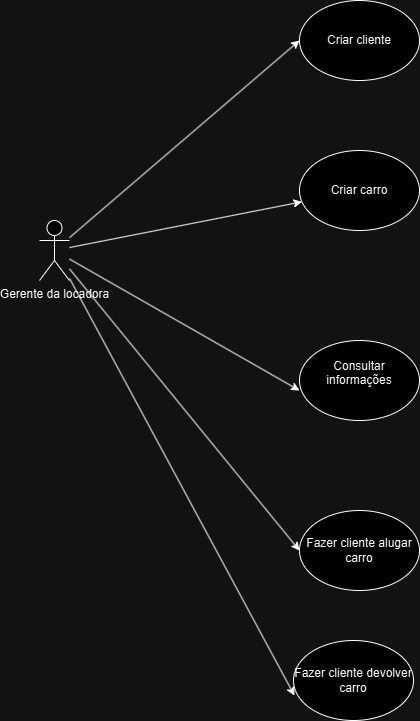 Criar cliente
Criar carro
Gerente da locadora
Consultar
informações
Fazer cliente alugar
carro
Fazer cliente devolver
carro